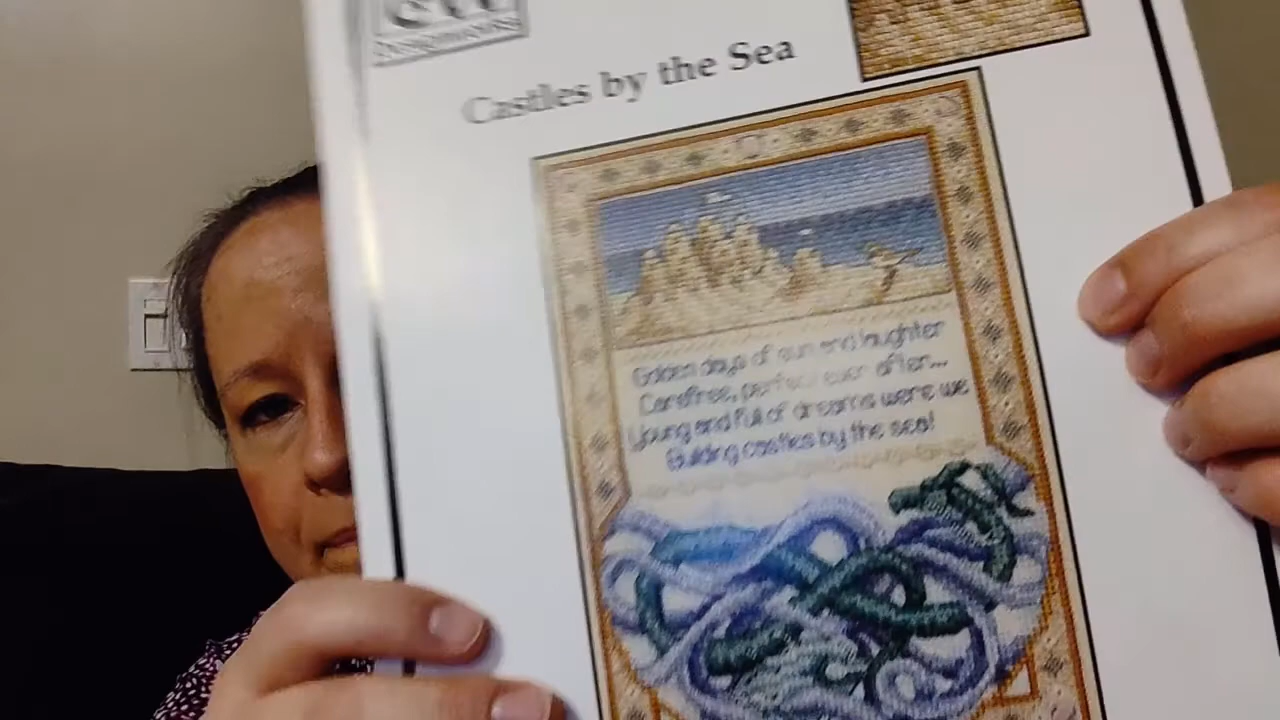 Castles by the Sea
Golden days of sun and laughter
Carefree, perfect ever after...
Young and full of dreams were we
Building castles by the sea!